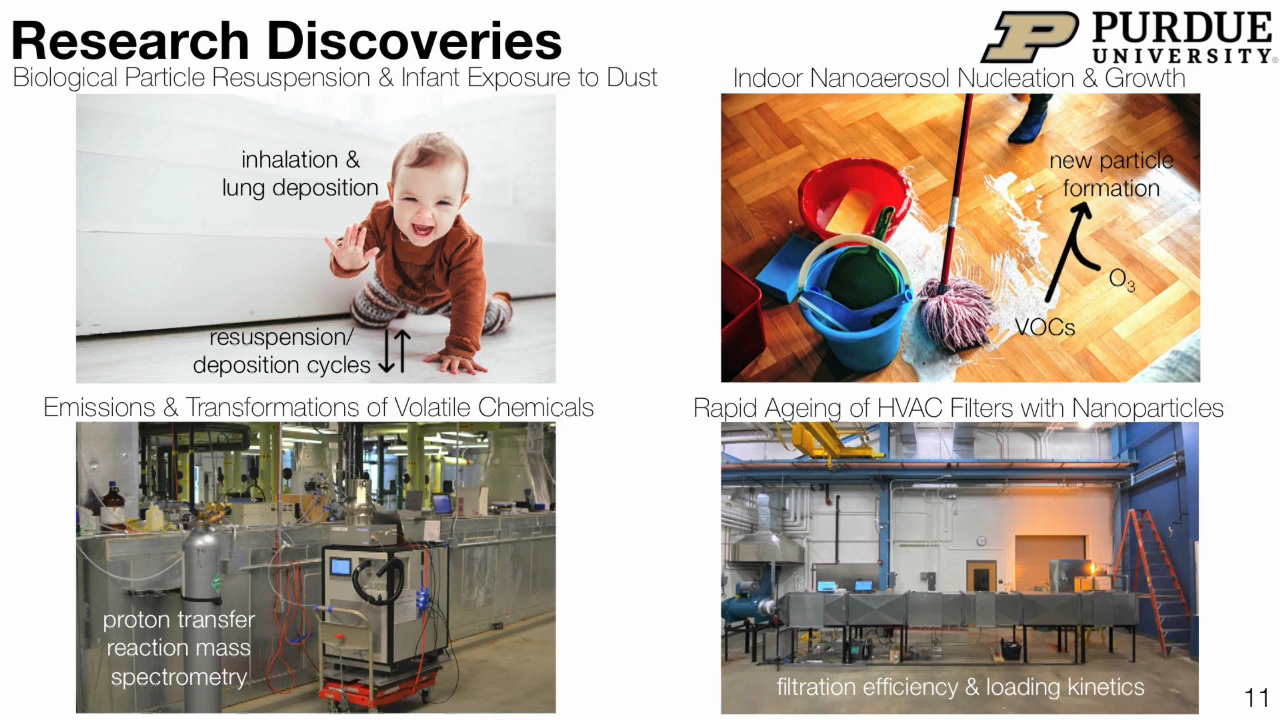 Research Discoveries
PURDUE
UNIVERSITY®
Biological Particle Resuspension & Infant Exposure to Dust
inhalation &
lung deposition
resuspension/
deposition cycles
Indoor Nanoaerosol Nucleation & Growth
new particle
formation
O₃
VOCs
Emissions & Transformations of Volatile Chemicals
proton transfer
reaction mass
spectrometry
Rapid Ageing of HVAC Filters with Nanoparticles
filtration efficiency & loading kinetics
11